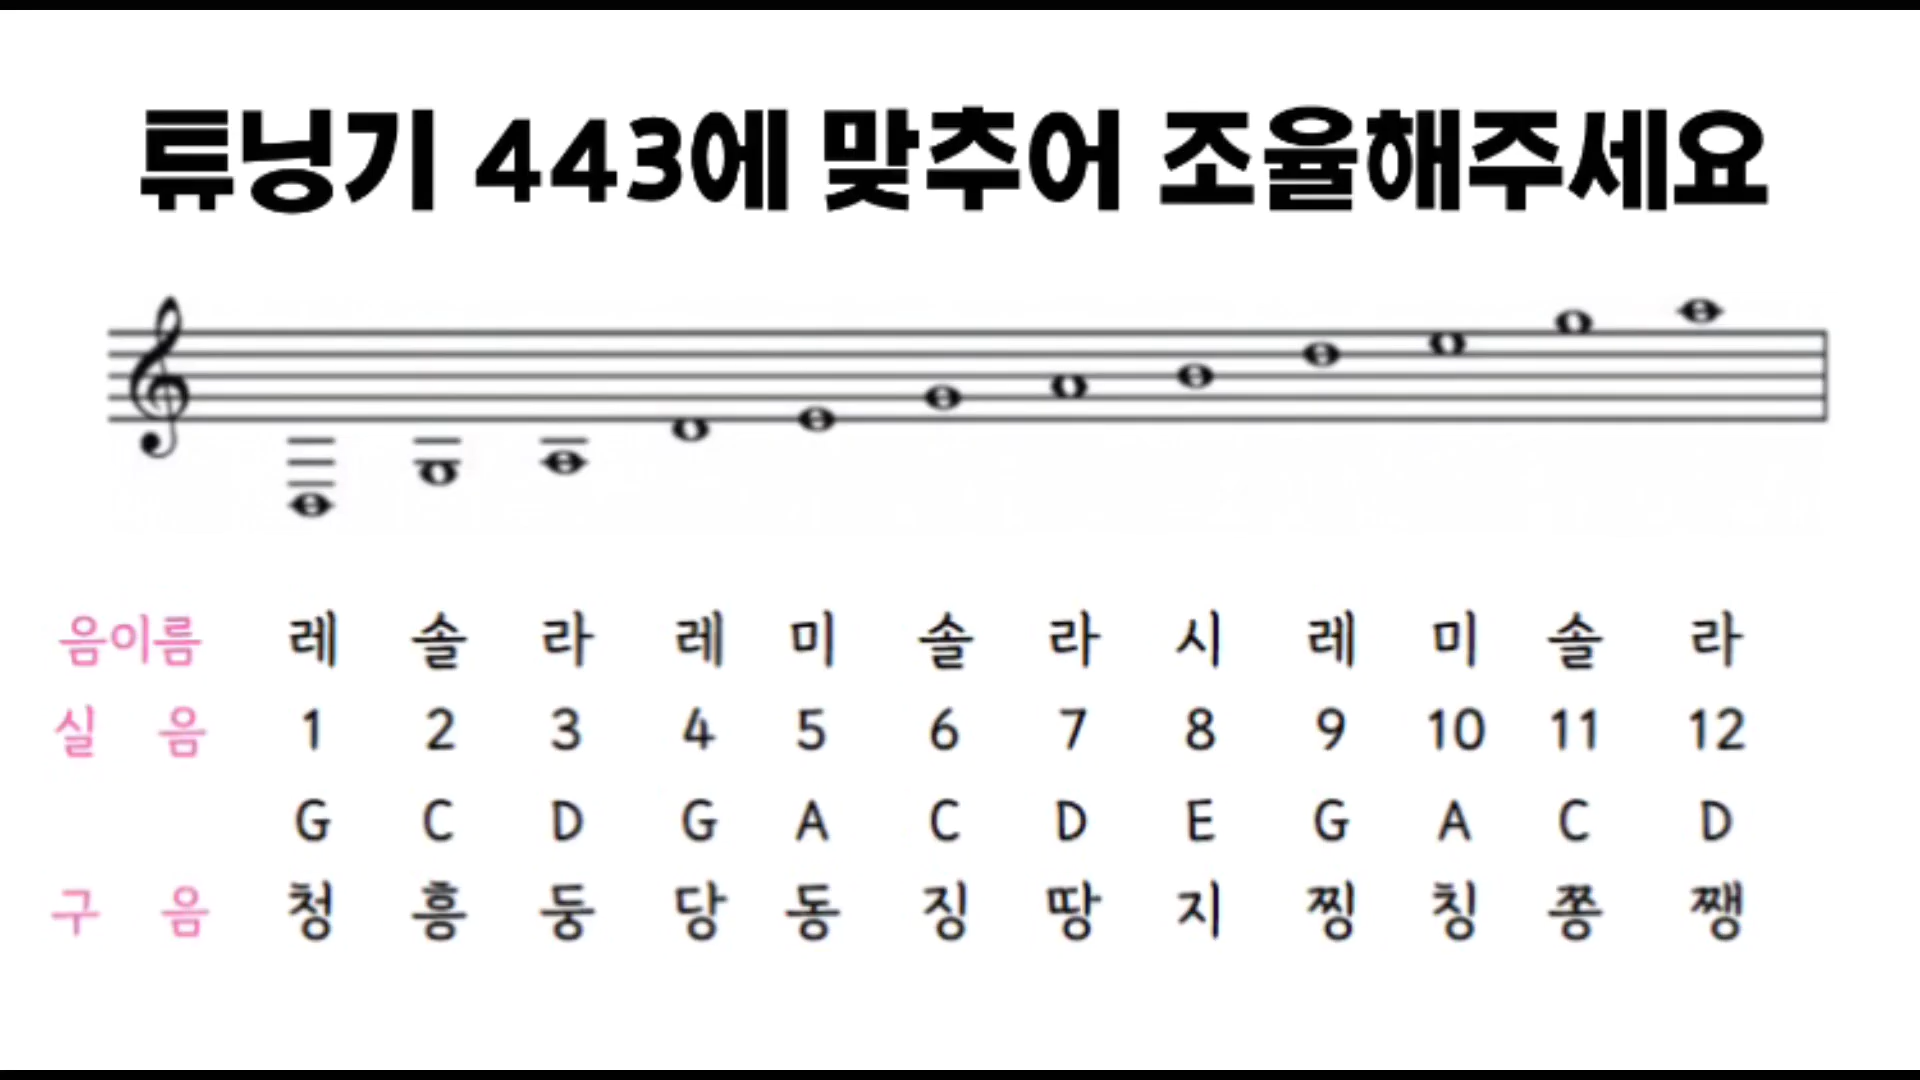 튜닝기 443에 맞추어 조율해주세요
음이름 레 솔 라 레 미 솔 라 시 레 미 솔 라
실 음 1 2 3 4 5 6 7 8 9 10 11 12
G C D G A C D E G A C D
구 음 청 흥 둥 당 동 징 땅 지 찡 칭 쫑 쨍